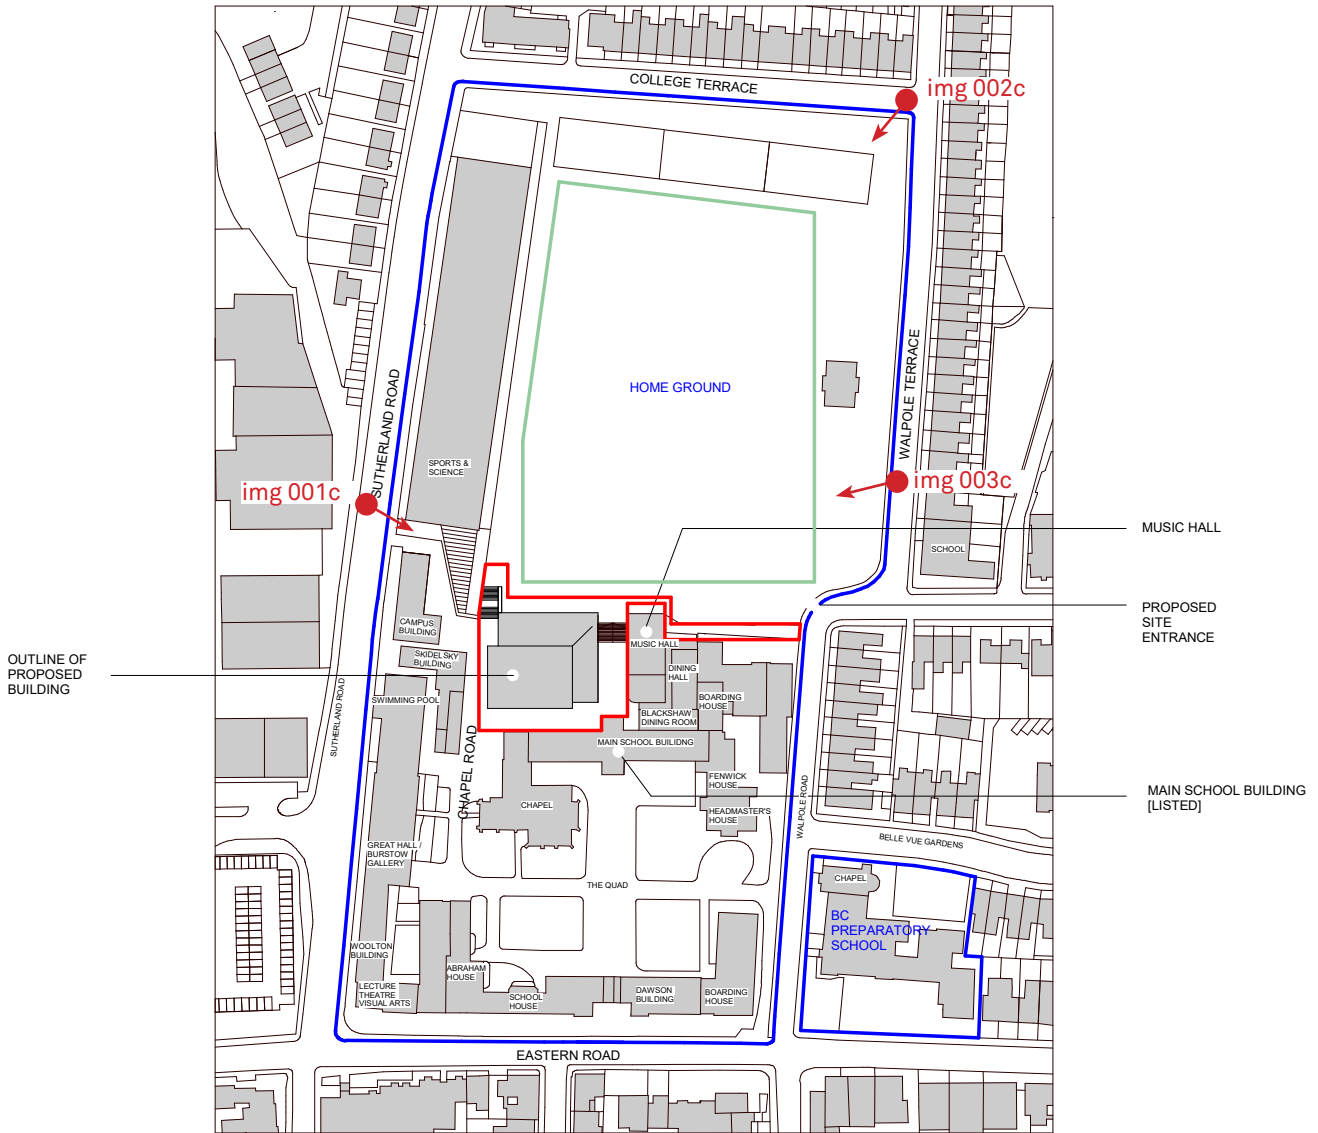 COLLEGE TERRACE
img 002c
HOME GROUND
WALPOLE TERRACE
SUTHERLAND ROAD
SPORTS &
SCIENCE
img 001c
img 003c
MUSIC HALL
SCHOOL
PROPOSED
SITE
ENTRANCE
CAMPUS
BUILDING
MUSIC HALL
OUTLINE OF
PROPOSED
BUILDING
SKIDELSKY
BUILDING
DINING
HALL
SWIMMING POOL
BOARDING
HOUSE
SUTHERLAND ROAD
BLACKSHAW
DINING ROOM
CHAPEL ROAD
MAIN SCHOOL BUILIDNG
FENWICK
HOUSE
MAIN SCHOOL BUILDING
[LISTED]
CHAPEL
HEADMASTER'S
HOUSE
WALPOLE ROAD
BELLE VUE GARDENS
GREAT HALL /
BURSTOW
GALLERY
THE QUAD
CHAPEL
BC
PREPARATORY
SCHOOL
WOOLTON
BUILDING
ABRAHAM
HOUSE
LECTURE
THEATRE
VISUAL ARTS
SCHOOL
HOUSE
DAWSON
BUILDING
BOARDING
HOUSE
EASTERN ROAD